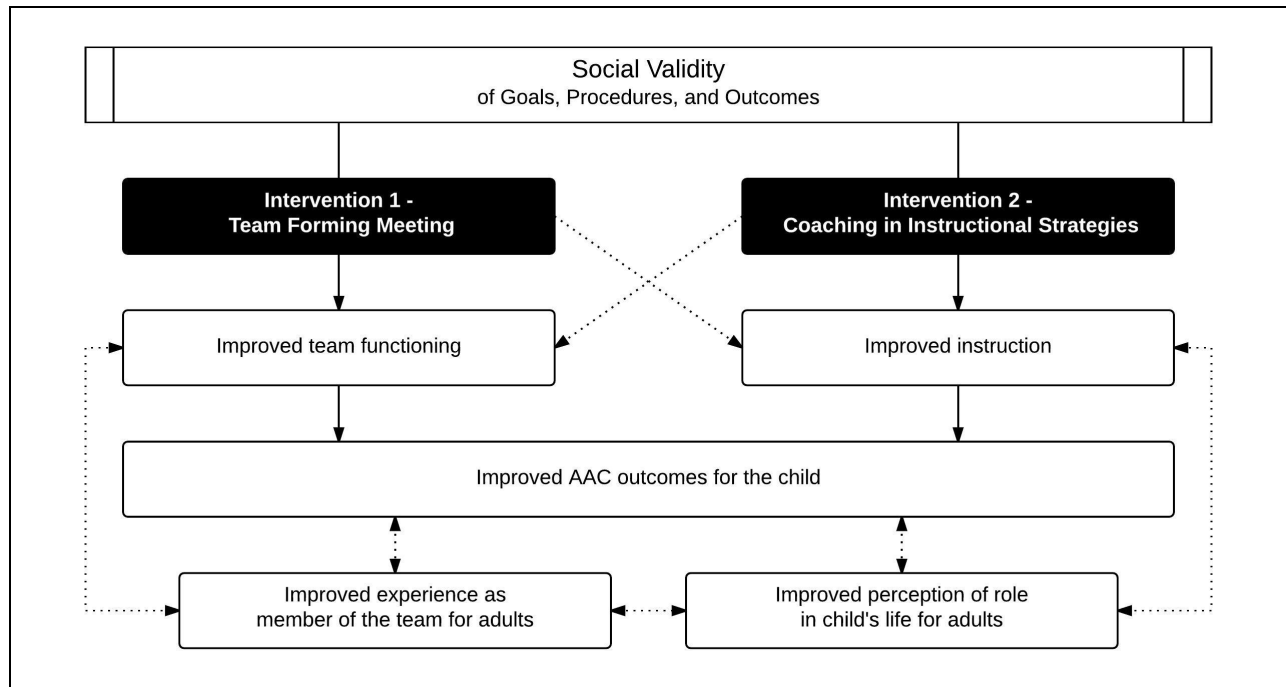 Social Validity
of Goals, Procedures, and Outcomes
Intervention 1 -
Team Forming Meeting
Intervention 2 -
Coaching in Instructional Strategies
Improved team functioning
Improved instruction
Improved AAC outcomes for the child
Improved experience as
member of the team for adults
Improved perception of role
in child's life for adults